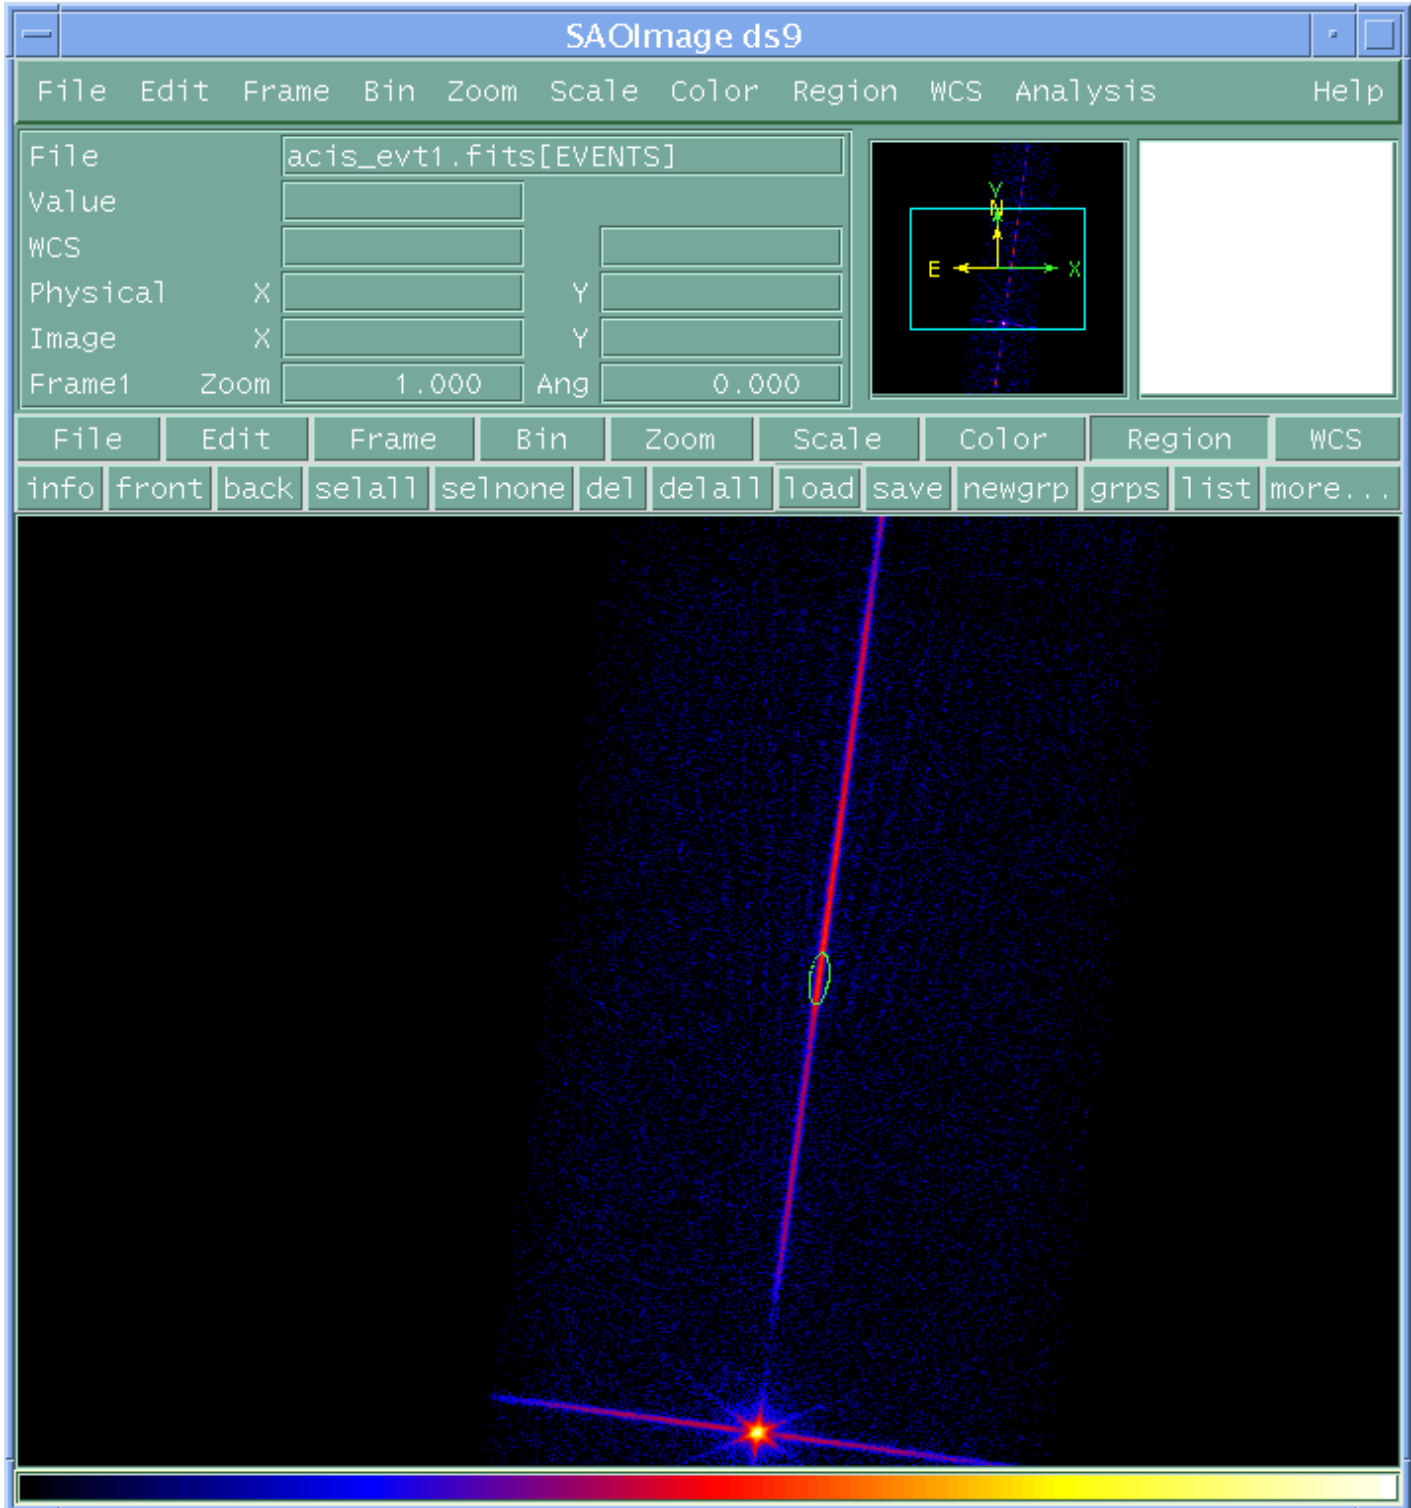 SAOImage ds9
File Edit Frame Bin Zoom Scale Color Region WCS Analysis Help
File acis_evt1.fits[EVENTS]
Value
WCS
Physical X Y
Image X Y
Frame1 Zoom 1.000 Ang 0.000
Y
N
E X
File Edit Frame Bin Zoom Scale Color Region WCS
info front back selall selnone del delall load save newgrp grps list more...